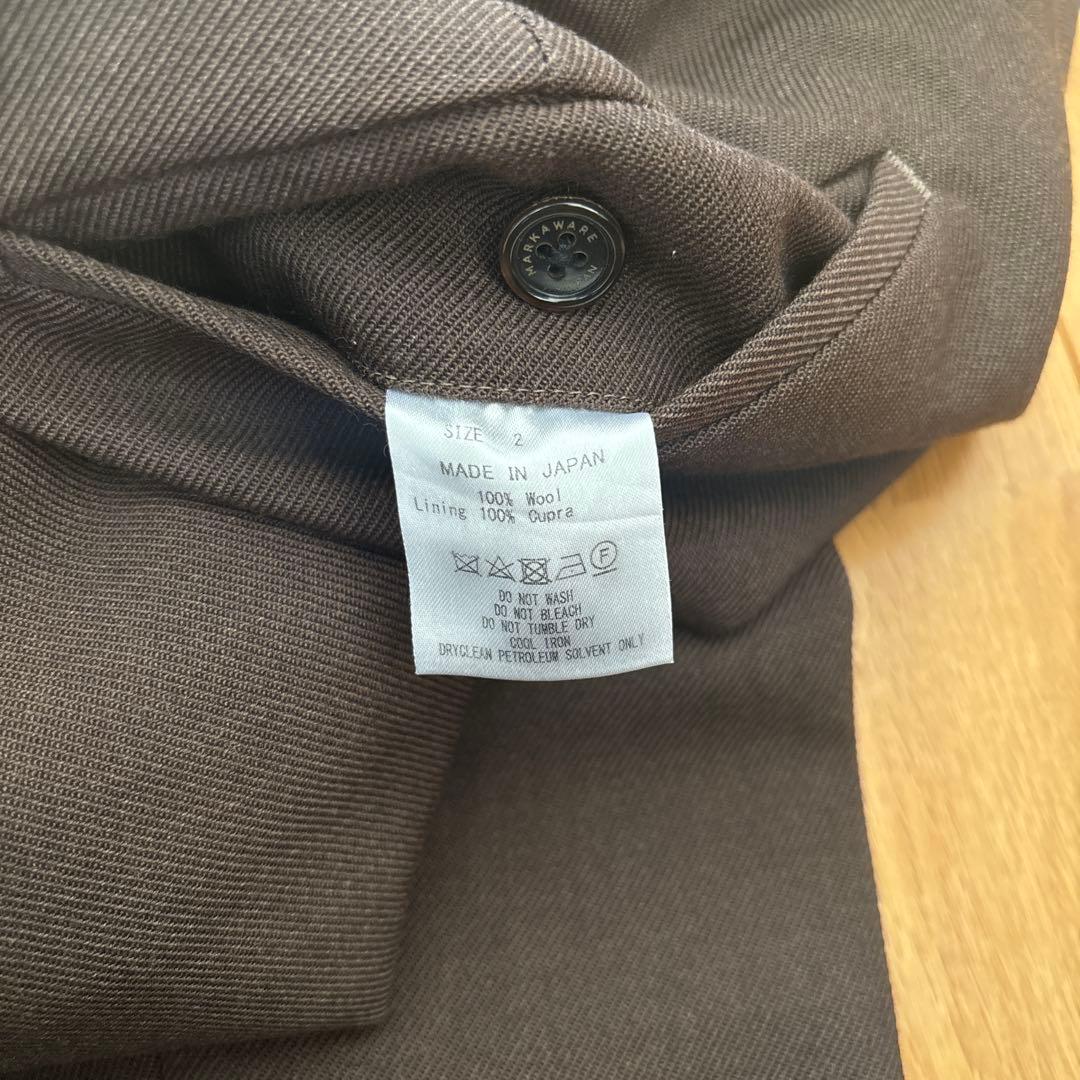 MARKAWARE
SIZE 2
MADE IN JAPAN
100% Wool
Lining 100% Cupra
F
DO NOT WASH
DO NOT BLEACH
DO NOT TUMBLE DRY
COOL IRON
DRYCLEAN PETROLEUM SOLVENT ONLY